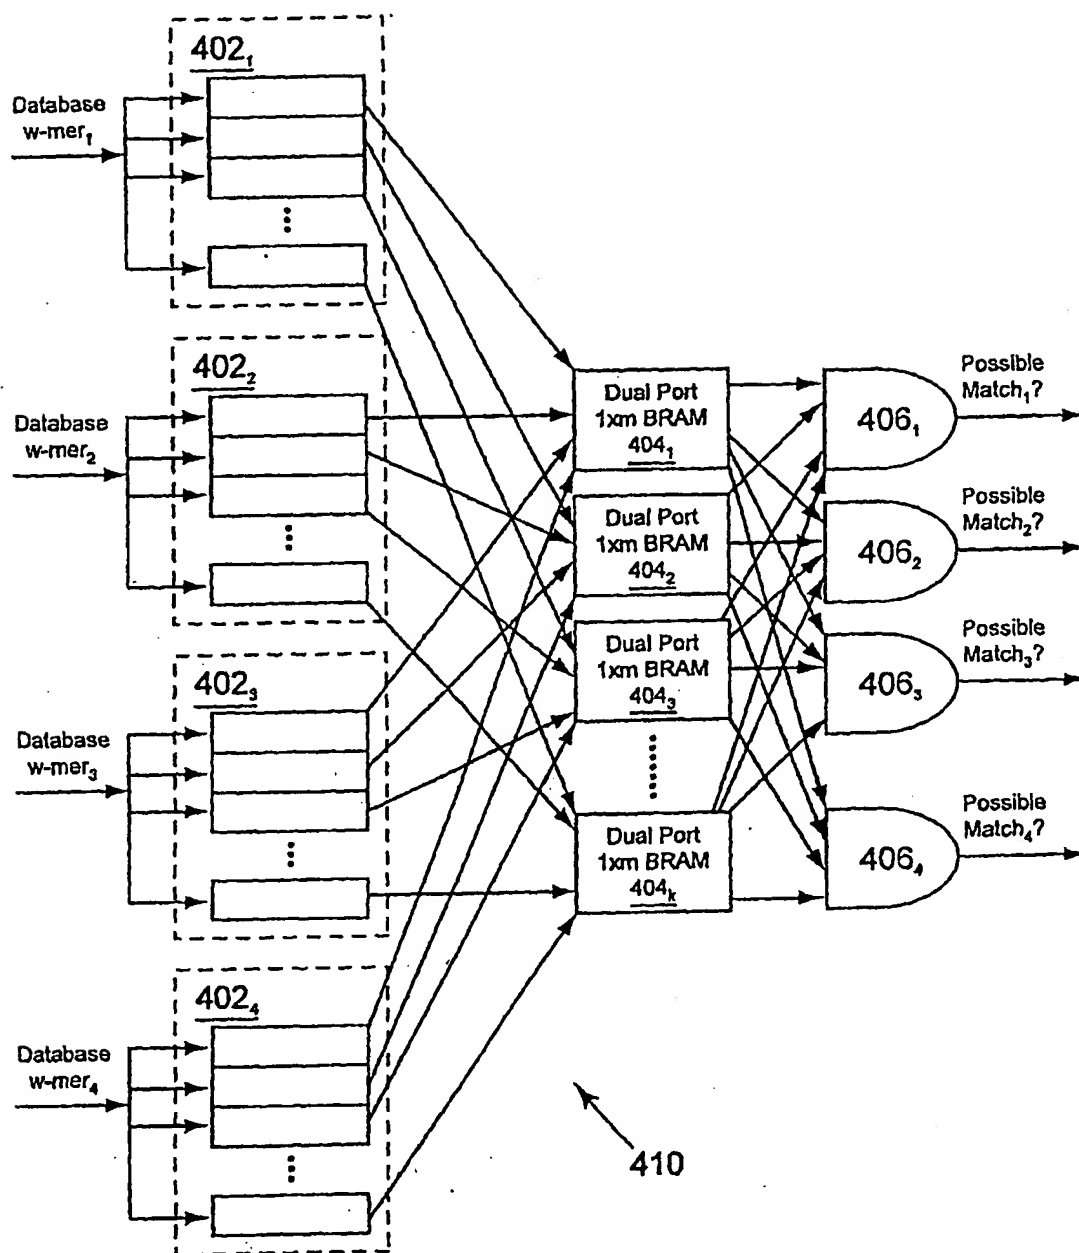 402₁
Database
w-mer₁
402₂
Database
w-mer₂
402₃
Database
w-mer₃
402₄
Database
w-mer₄
Dual Port
1xm BRAM
404₁
Dual Port
1xm BRAM
404₂
Dual Port
1xm BRAM
404₃
Dual Port
1xm BRAM
404ₖ
406₁
406₂
406₃
406₄
Possible
Match₁?
Possible
Match₂?
Possible
Match₃?
Possible
Match₄?
410